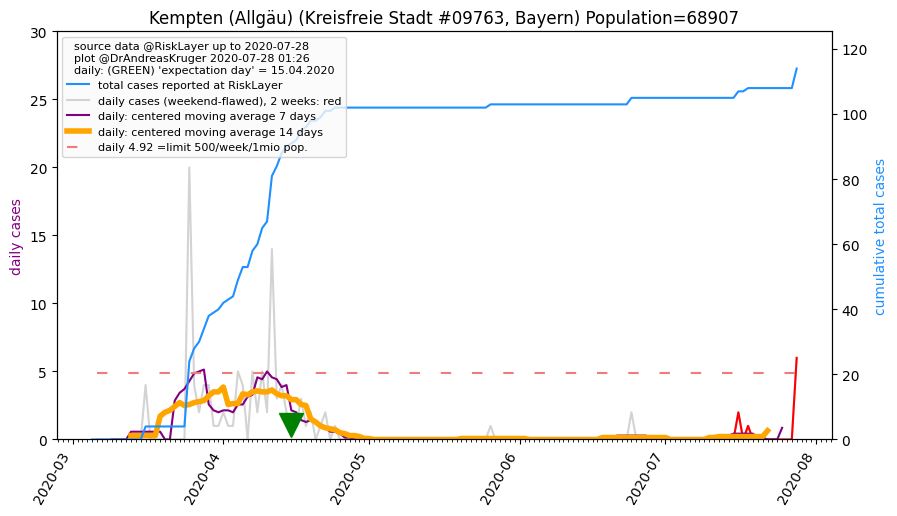 Kempten (Allgäu) (Kreisfreie Stadt #09763, Bayern) Population=68907
source data @RiskLayer up to 2020-07-28
plot @DrAndreasKruger 2020-07-28 01:26
daily: (GREEN) 'expectation day' = 15.04.2020
total cases reported at RiskLayer
daily cases (weekend-flawed), 2 weeks: red
daily: centered moving average 7 days
daily: centered moving average 14 days
daily 4.92 =limit 500/week/1mio pop.
daily cases
30
25
20
15
10
5
0
cumulative total cases
120
100
80
60
40
20
0
2020-03
2020-04
2020-05
2020-06
2020-07
2020-08